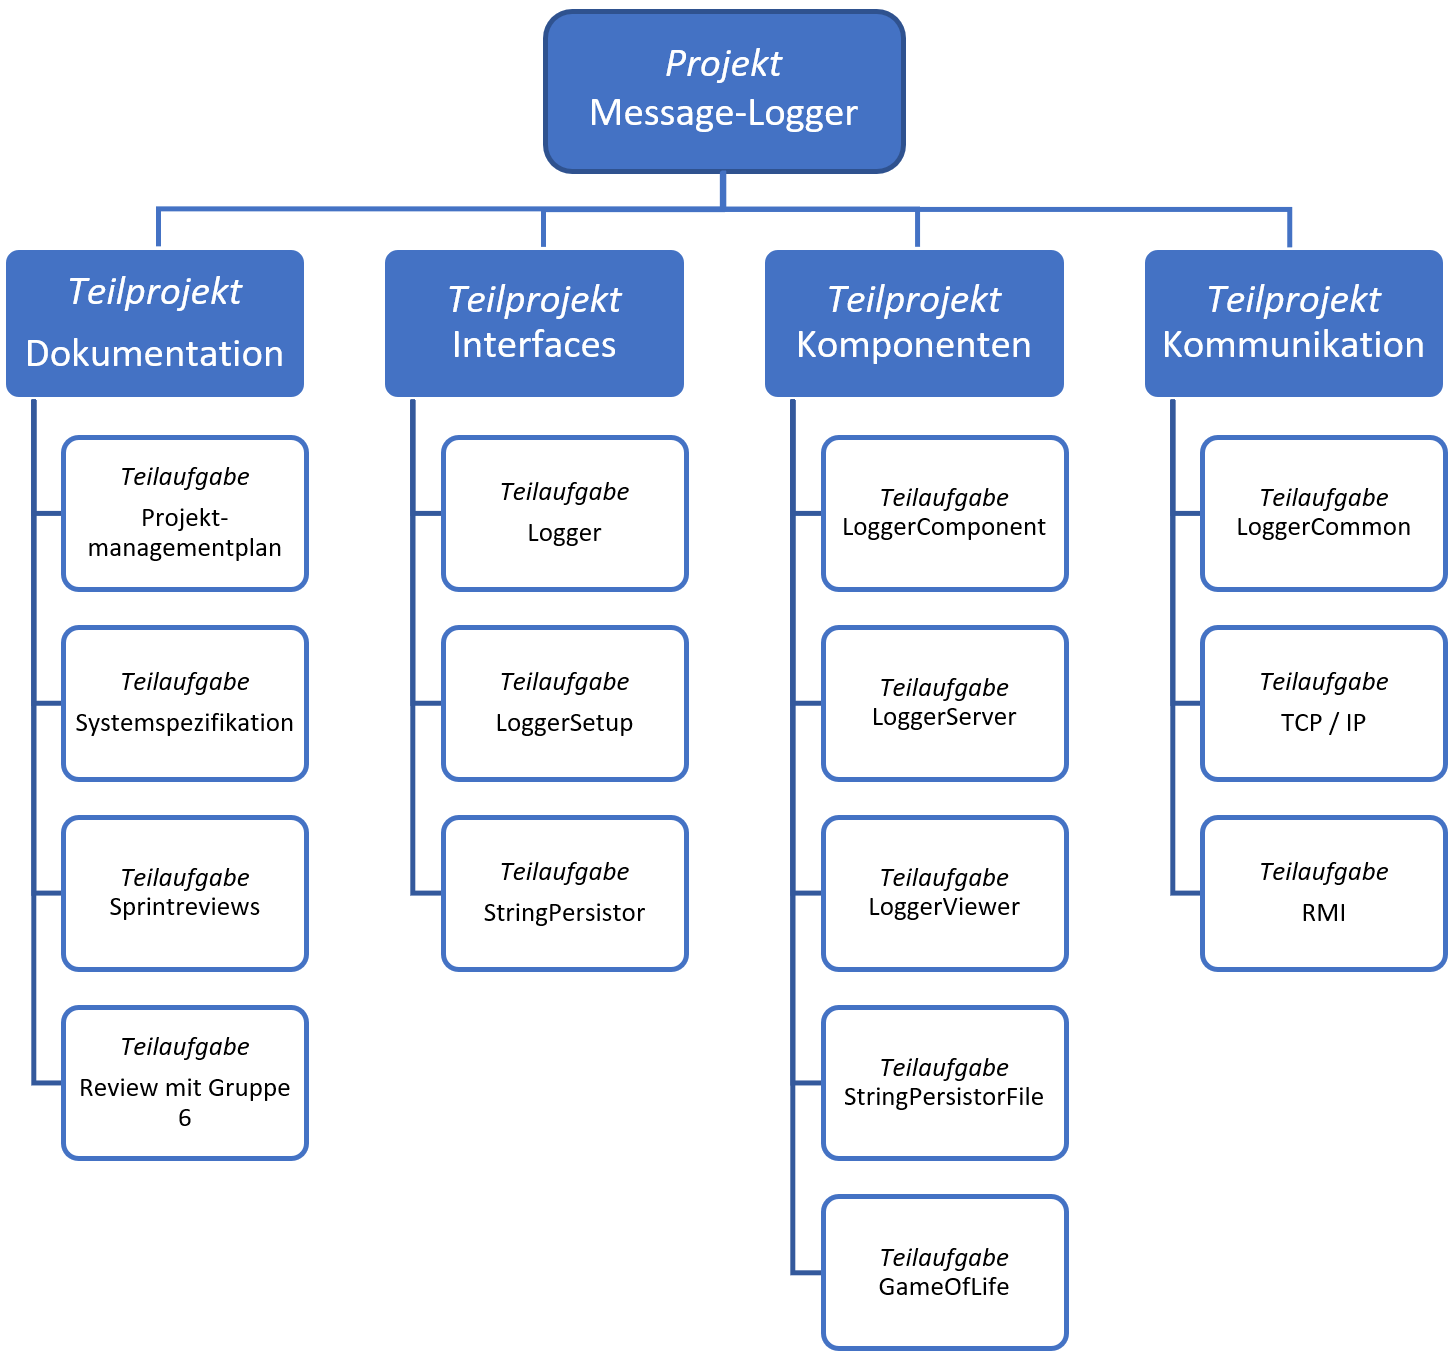 Projekt
Message-Logger
Teilprojekt
Dokumentation
Teilaufgabe
Projekt-
managementplan
Teilaufgabe
Systemspezifikation
Teilaufgabe
Sprintreviews
Teilaufgabe
Review mit Gruppe
6
Teilprojekt
Interfaces
Teilaufgabe
Logger
Teilaufgabe
LoggerSetup
Teilaufgabe
StringPersistor
Teilprojekt
Komponenten
Teilaufgabe
LoggerComponent
Teilaufgabe
LoggerServer
Teilaufgabe
LoggerViewer
Teilaufgabe
StringPersistorFile
Teilaufgabe
GameOfLife
Teilprojekt
Kommunikation
Teilaufgabe
LoggerCommon
Teilaufgabe
TCP / IP
Teilaufgabe
RMI